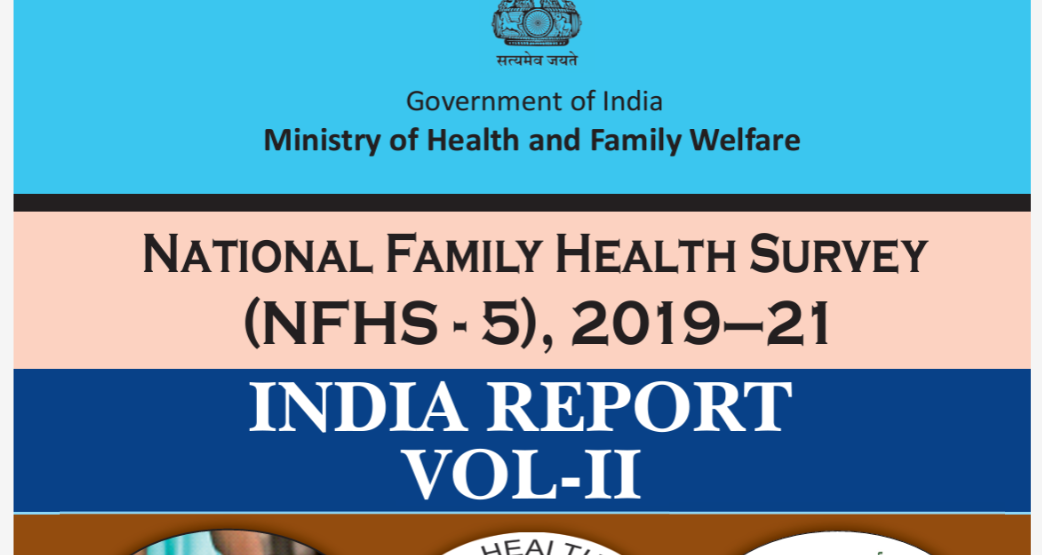 सत्यमेव जयते
Government of India
Ministry of Health and Family Welfare
NATIONAL FAMILY HEALTH SURVEY
(NFHS - 5), 2019–21
INDIA REPORT
VOL-II
HEALTH